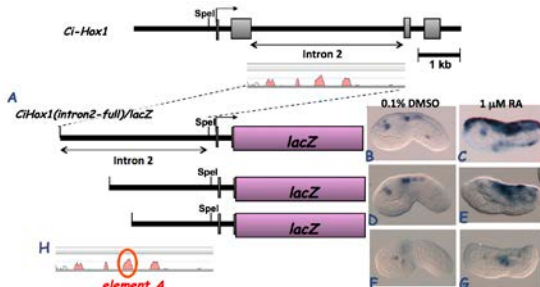 SpeI
Ci-Hox1
Intron 2
1 kb
A
CiHox1(intron2-full)/lacZ
0.1% DMSO
1 µM RA
SpeI
lacZ
Intron 2
B
C
SpeI
lacZ
D
E
SpeI
lacZ
H
F
G
element A